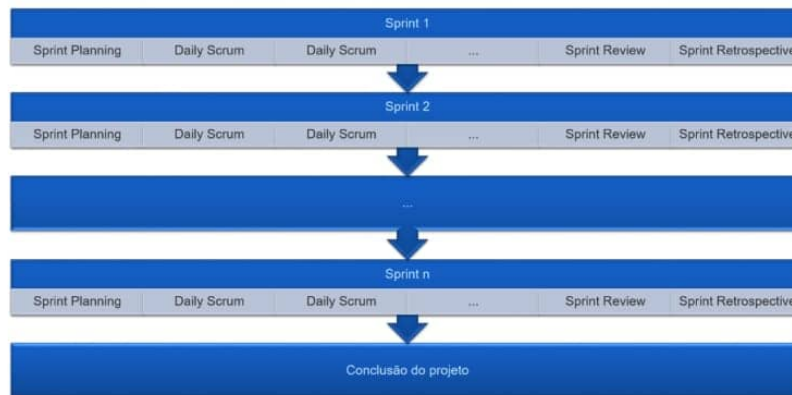 Sprint 1
Sprint Planning Daily Scrum Daily Scrum ... Sprint Review Sprint Retrospective
Sprint 2
Sprint Planning Daily Scrum Daily Scrum ... Sprint Review Sprint Retrospective
...
Sprint n
Sprint Planning Daily Scrum Daily Scrum ... Sprint Review Sprint Retrospective
Conclusão do projeto